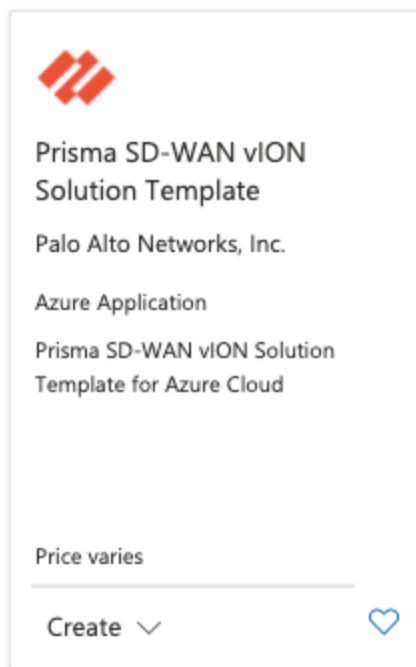 Prisma SD-WAN vION
Solution Template
Palo Alto Networks, Inc.
Azure Application
Prisma SD-WAN vION Solution
Template for Azure Cloud
Price varies
Create